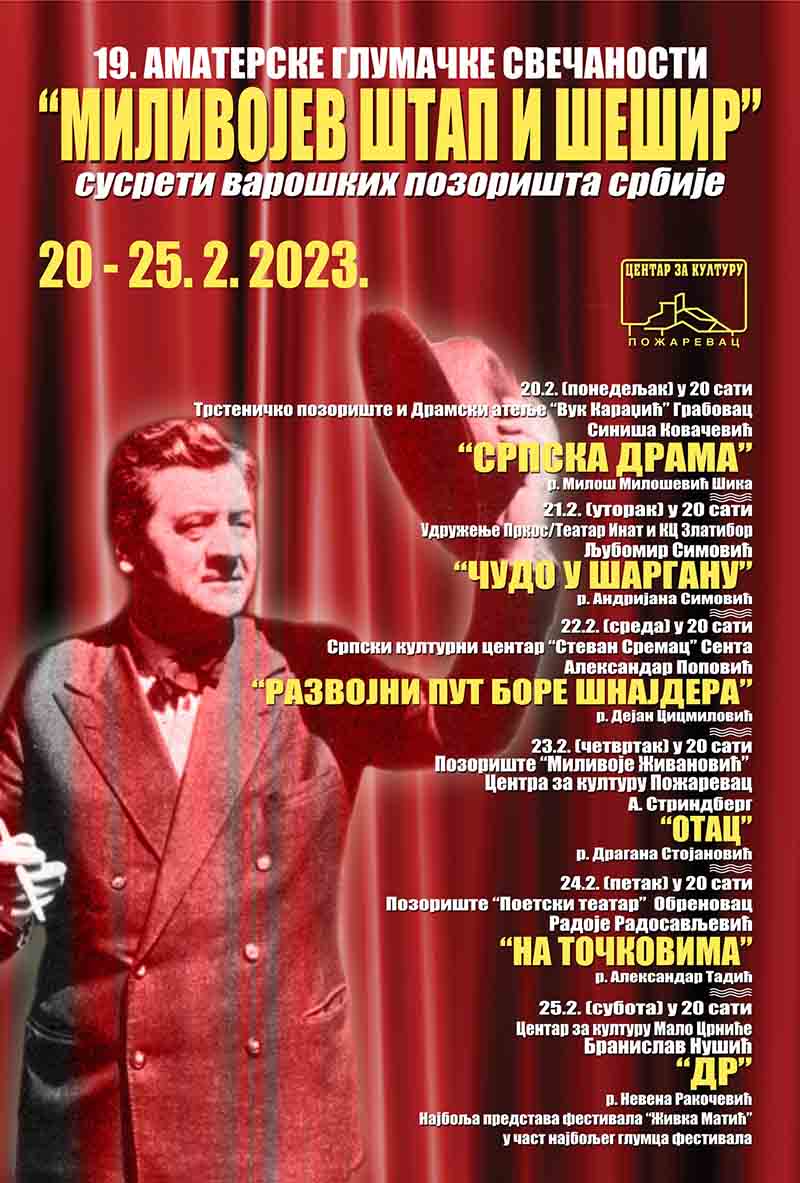 19. АМАТЕРСКЕ ГЛУМАЧКЕ СВЕЧАНОСТИ
“МИЛИВОЈЕВ ШТАП И ШЕШИР”
сусрети варошких позоришта србије
20 - 25. 2. 2023.
ЦЕНТАР ЗА КУЛТУРУ
ПОЖАРЕВАЦ
20.2. (понедељак) у 20 сати
Трстеничко позориште и Драмски атеље “Вук Караџић” Грабовац
Синиша Ковачевић
“СРПСКА ДРАМА”
р. Милош Милошевић Шика
21.2. (уторак) у 20 сати
Удружење Пркос/Театар Инат и КЦ Златибор
Љубомир Симовић
“ЧУДО У ШАРГАНУ”
р. Андријана Симовић
22.2. (среда) у 20 сати
Српски културни центар “Стеван Сремац” Сента
Александар Поповић
“РАЗВОЈНИ ПУТ БОРЕ ШНАЈДЕРА”
р. Дејан Цицмиловић
23.2. (четвртак) у 20 сати
Позориште “Миливоје Живановић”
Центра за културу Пожаревац
А. Стриндберг
“ОТАЦ”
р. Драгана Стојановић
24.2. (петак) у 20 сати
Позориште “Поетски театар” Обреновац
Радоје Радосављевић
“НА ТОЧКОВИМА”
р. Александар Тадић
25.2. (субота) у 20 сати
Центар за културу Мало Црниће
Бранислав Нушић
“ДР”
р. Невена Ракочевић
Најбоља представа фестивала “Живка Матић”
у част најбољег глумца фестивала